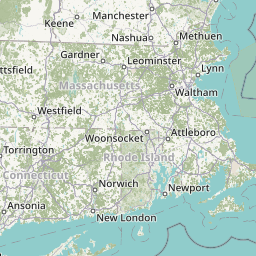 Manchester
Keene
Nashua
Methuen
Gardner
Leominster
ttsfield
Lynn
Massachusetts
Waltham
Westfield
Woonsocket
Attleboro
Torrington
Rhode Island
Connecticut
Norwich
Newport
Ansonia
New London